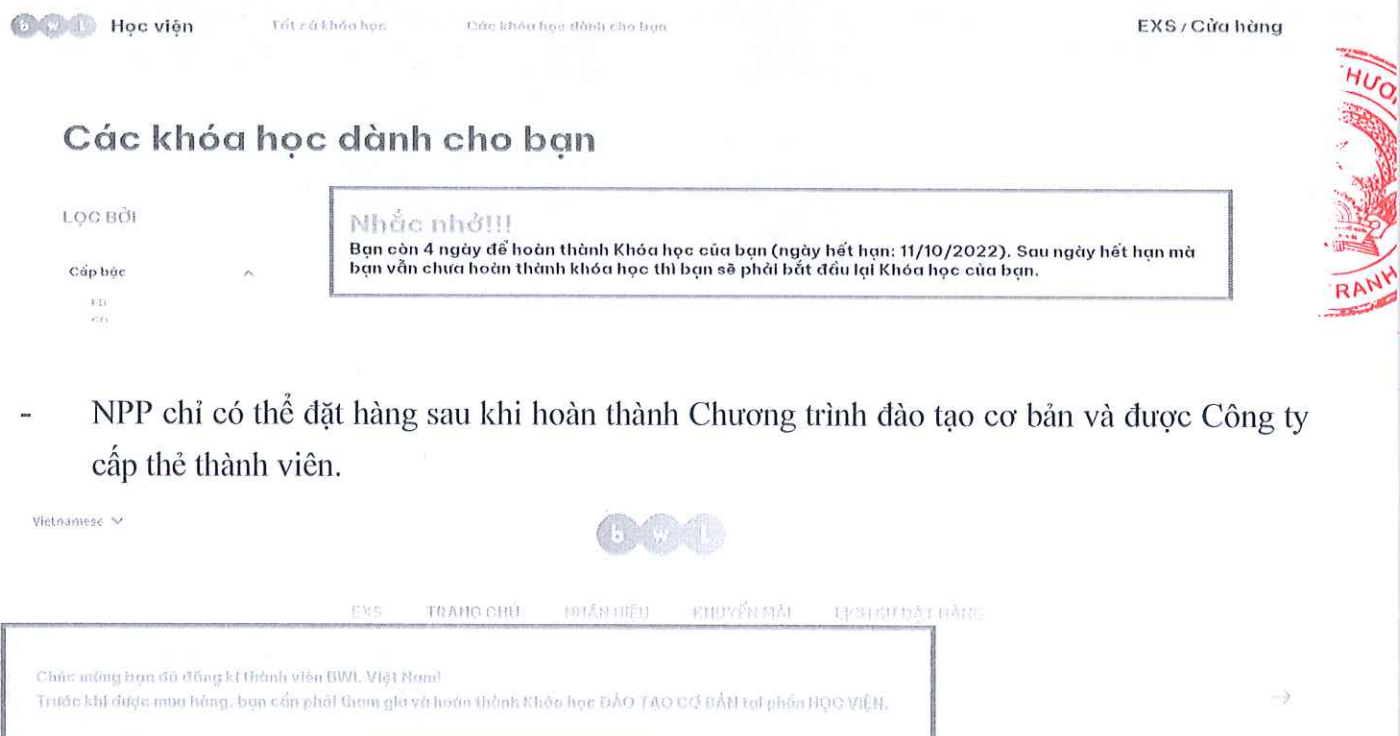 bwl Học viện Tất cả khóa học Các khóa học dành cho bạn EXS / Cửa hàng
HƯƠ
Các khóa học dành cho bạn
LỌC BỞI
Nhắc nhở!!!
Bạn còn 4 ngày để hoàn thành Khóa học của bạn (ngày hết hạn: 11/10/2022). Sau ngày hết hạn mà
bạn vẫn chưa hoàn thành khóa học thì bạn sẽ phải bắt đầu lại Khóa học của bạn.
Cấp bậc
RANH
- NPP chỉ có thể đặt hàng sau khi hoàn thành Chương trình đào tạo cơ bản và được Công ty
cấp thẻ thành viên.
Vietnamese
bwl
EXS TRANG CHỦ NHÃN HIỆU KHUYẾN MÃI LỊCH SỬ ĐẶT HÀNG
Chúc mừng bạn đã đăng kí thành viên BWL Việt Nam!
Trước khi được mua hàng, bạn cần phải tham gia và hoàn thành Khóa học ĐÀO TẠO CƠ BẢN tại phần HỌC VIỆN.